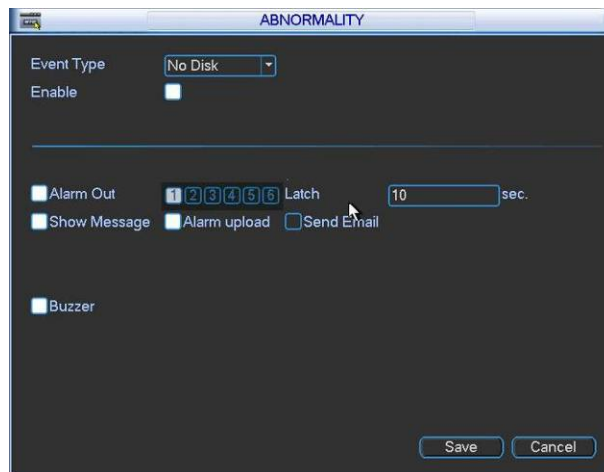 ABNORMALITY
Event Type No Disk
Enable
Alarm Out 1 2 3 4 5 6 Latch 10 sec.
Show Message Alarm upload Send Email
Buzzer
Save Cancel